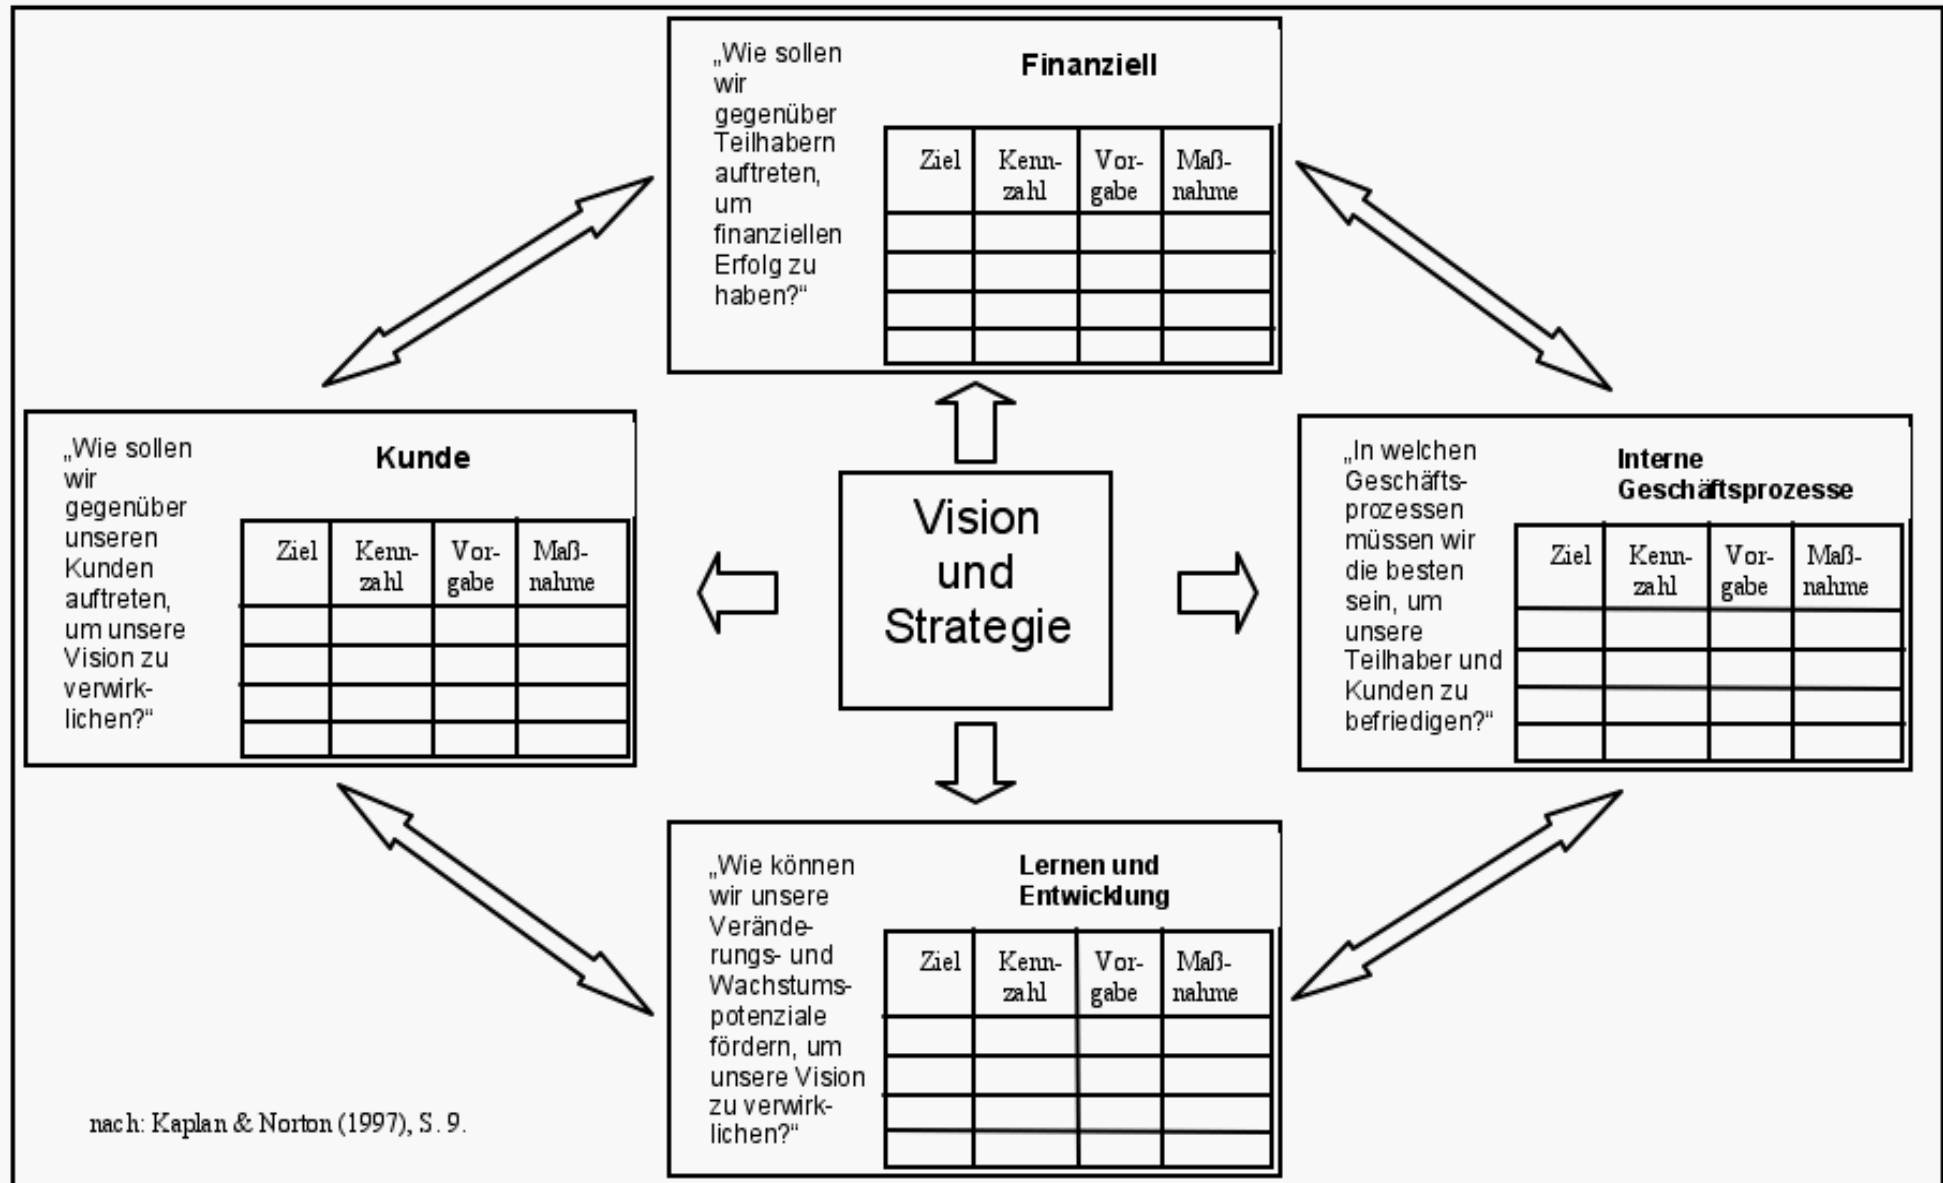 „Wie sollen
wir
gegenüber
Teilhabern
auftreten,
um
finanziellen
Erfolg zu
haben?“
Finanziell
Ziel Kenn- Vor- Maß-
zahl gabe nahme
„Wie sollen
wir
gegenüber
unseren
Kunden
auftreten,
um unsere
Vision zu
verwirk-
lichen?“
Kunde
Ziel Kenn- Vor- Maß-
zahl gabe nahme
Vision
und
Strategie
„In welchen
Geschäfts-
prozessen
müssen wir
die besten
sein, um
unsere
Teilhaber und
Kunden zu
befriedigen?“
Interne
Geschäftsprozesse
Ziel Kenn- Vor- Maß-
zahl gabe nahme
„Wie können
wir unsere
Verände-
rungs- und
Wachstums-
potenziale
fördern, um
unsere Vision
zu verwirk-
lichen?“
Lernen und
Entwicklung
Ziel Kenn- Vor- Maß-
zahl gabe nahme
nach: Kaplan & Norton (1997), S. 9.